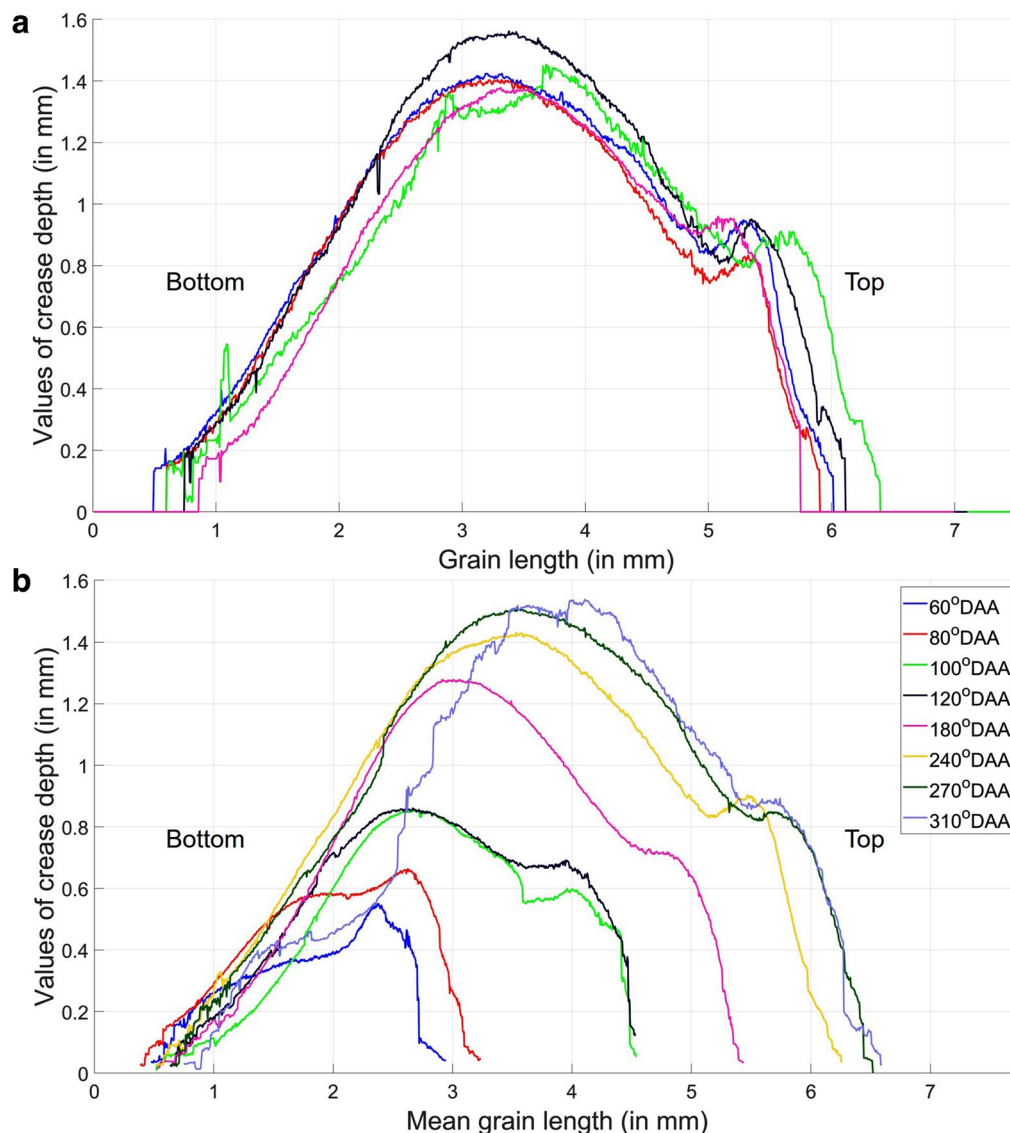 a
1.6
1.4
1.2
1
0.8
0.6
0.4
0.2
0
Values of crease depth (in mm)
Bottom
Top
0 1 2 3 4 5 6 7
Grain length (in mm)
b
1.6
1.4
1.2
1
0.8
0.6
0.4
0.2
0
Values of crease depth (in mm)
Bottom
Top
60°DAA
80°DAA
100°DAA
120°DAA
180°DAA
240°DAA
270°DAA
310°DAA
0 1 2 3 4 5 6 7
Mean grain length (in mm)